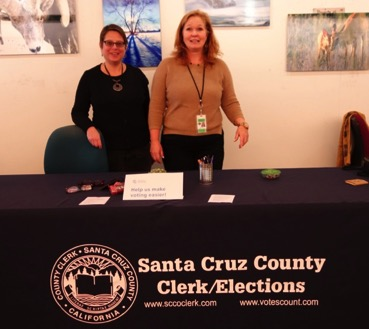 Help us make
voting easier!
COUNTY CLERK • SANTA CRUZ COUNTY
CALIFORNIA
Santa Cruz County
Clerk/Elections
www.sccoclerk.com www.votescount.com